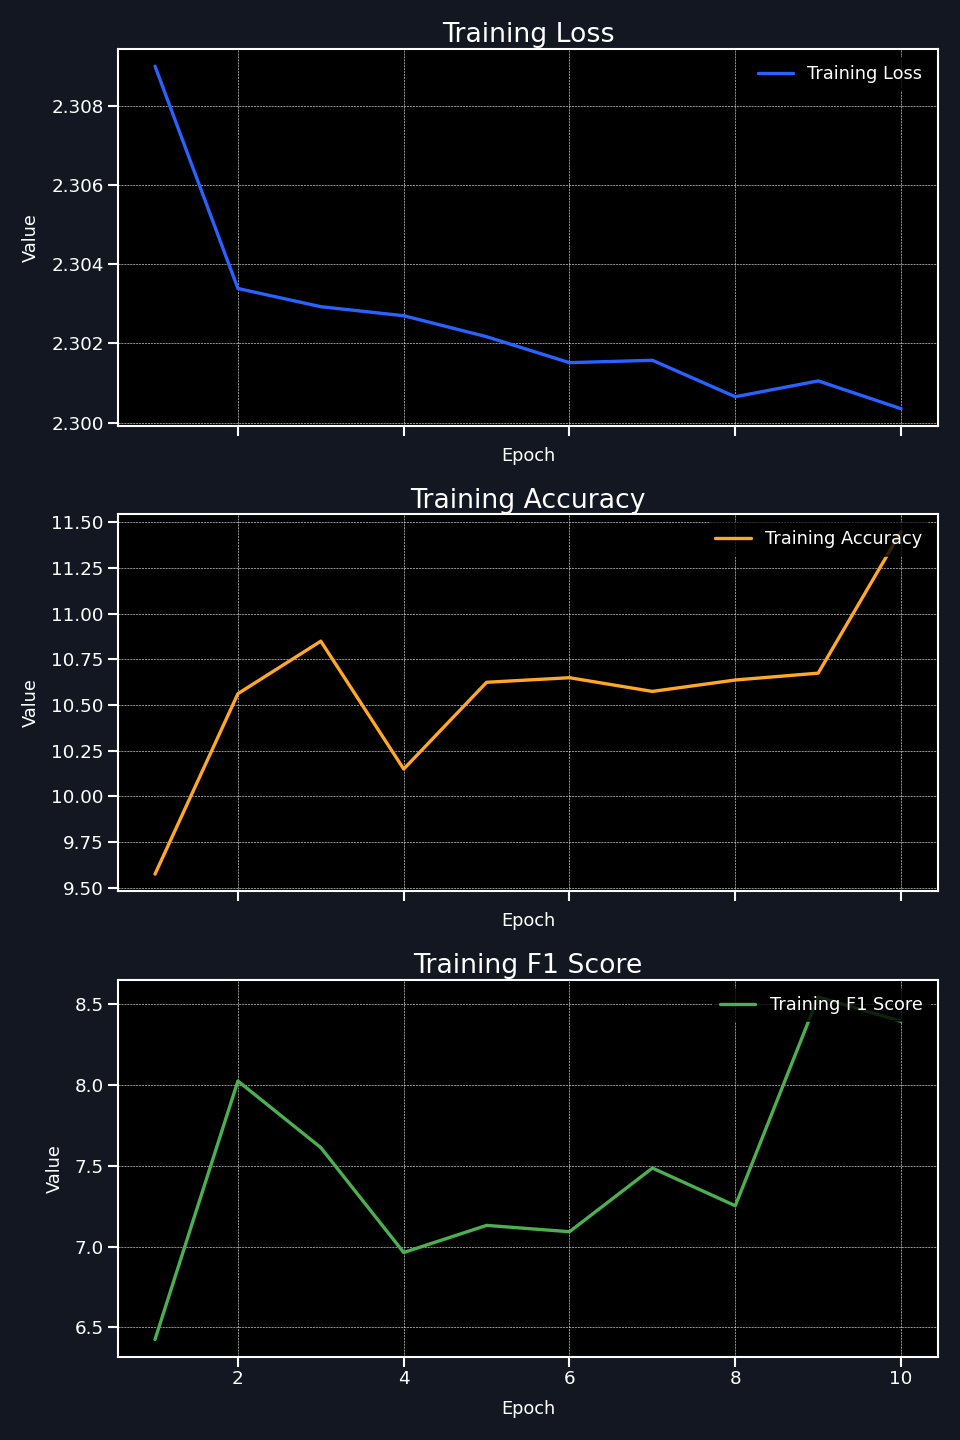 Training Loss
Training Loss
2.308
2.306
2.304
2.302
2.300
Value
Epoch
Training Accuracy
Training Accuracy
11.50
11.25
11.00
10.75
10.50
10.25
10.00
9.75
9.50
Value
Epoch
Training F1 Score
Training F1 Score
8.5
8.0
7.5
7.0
6.5
Value
2 4 6 8 10
Epoch